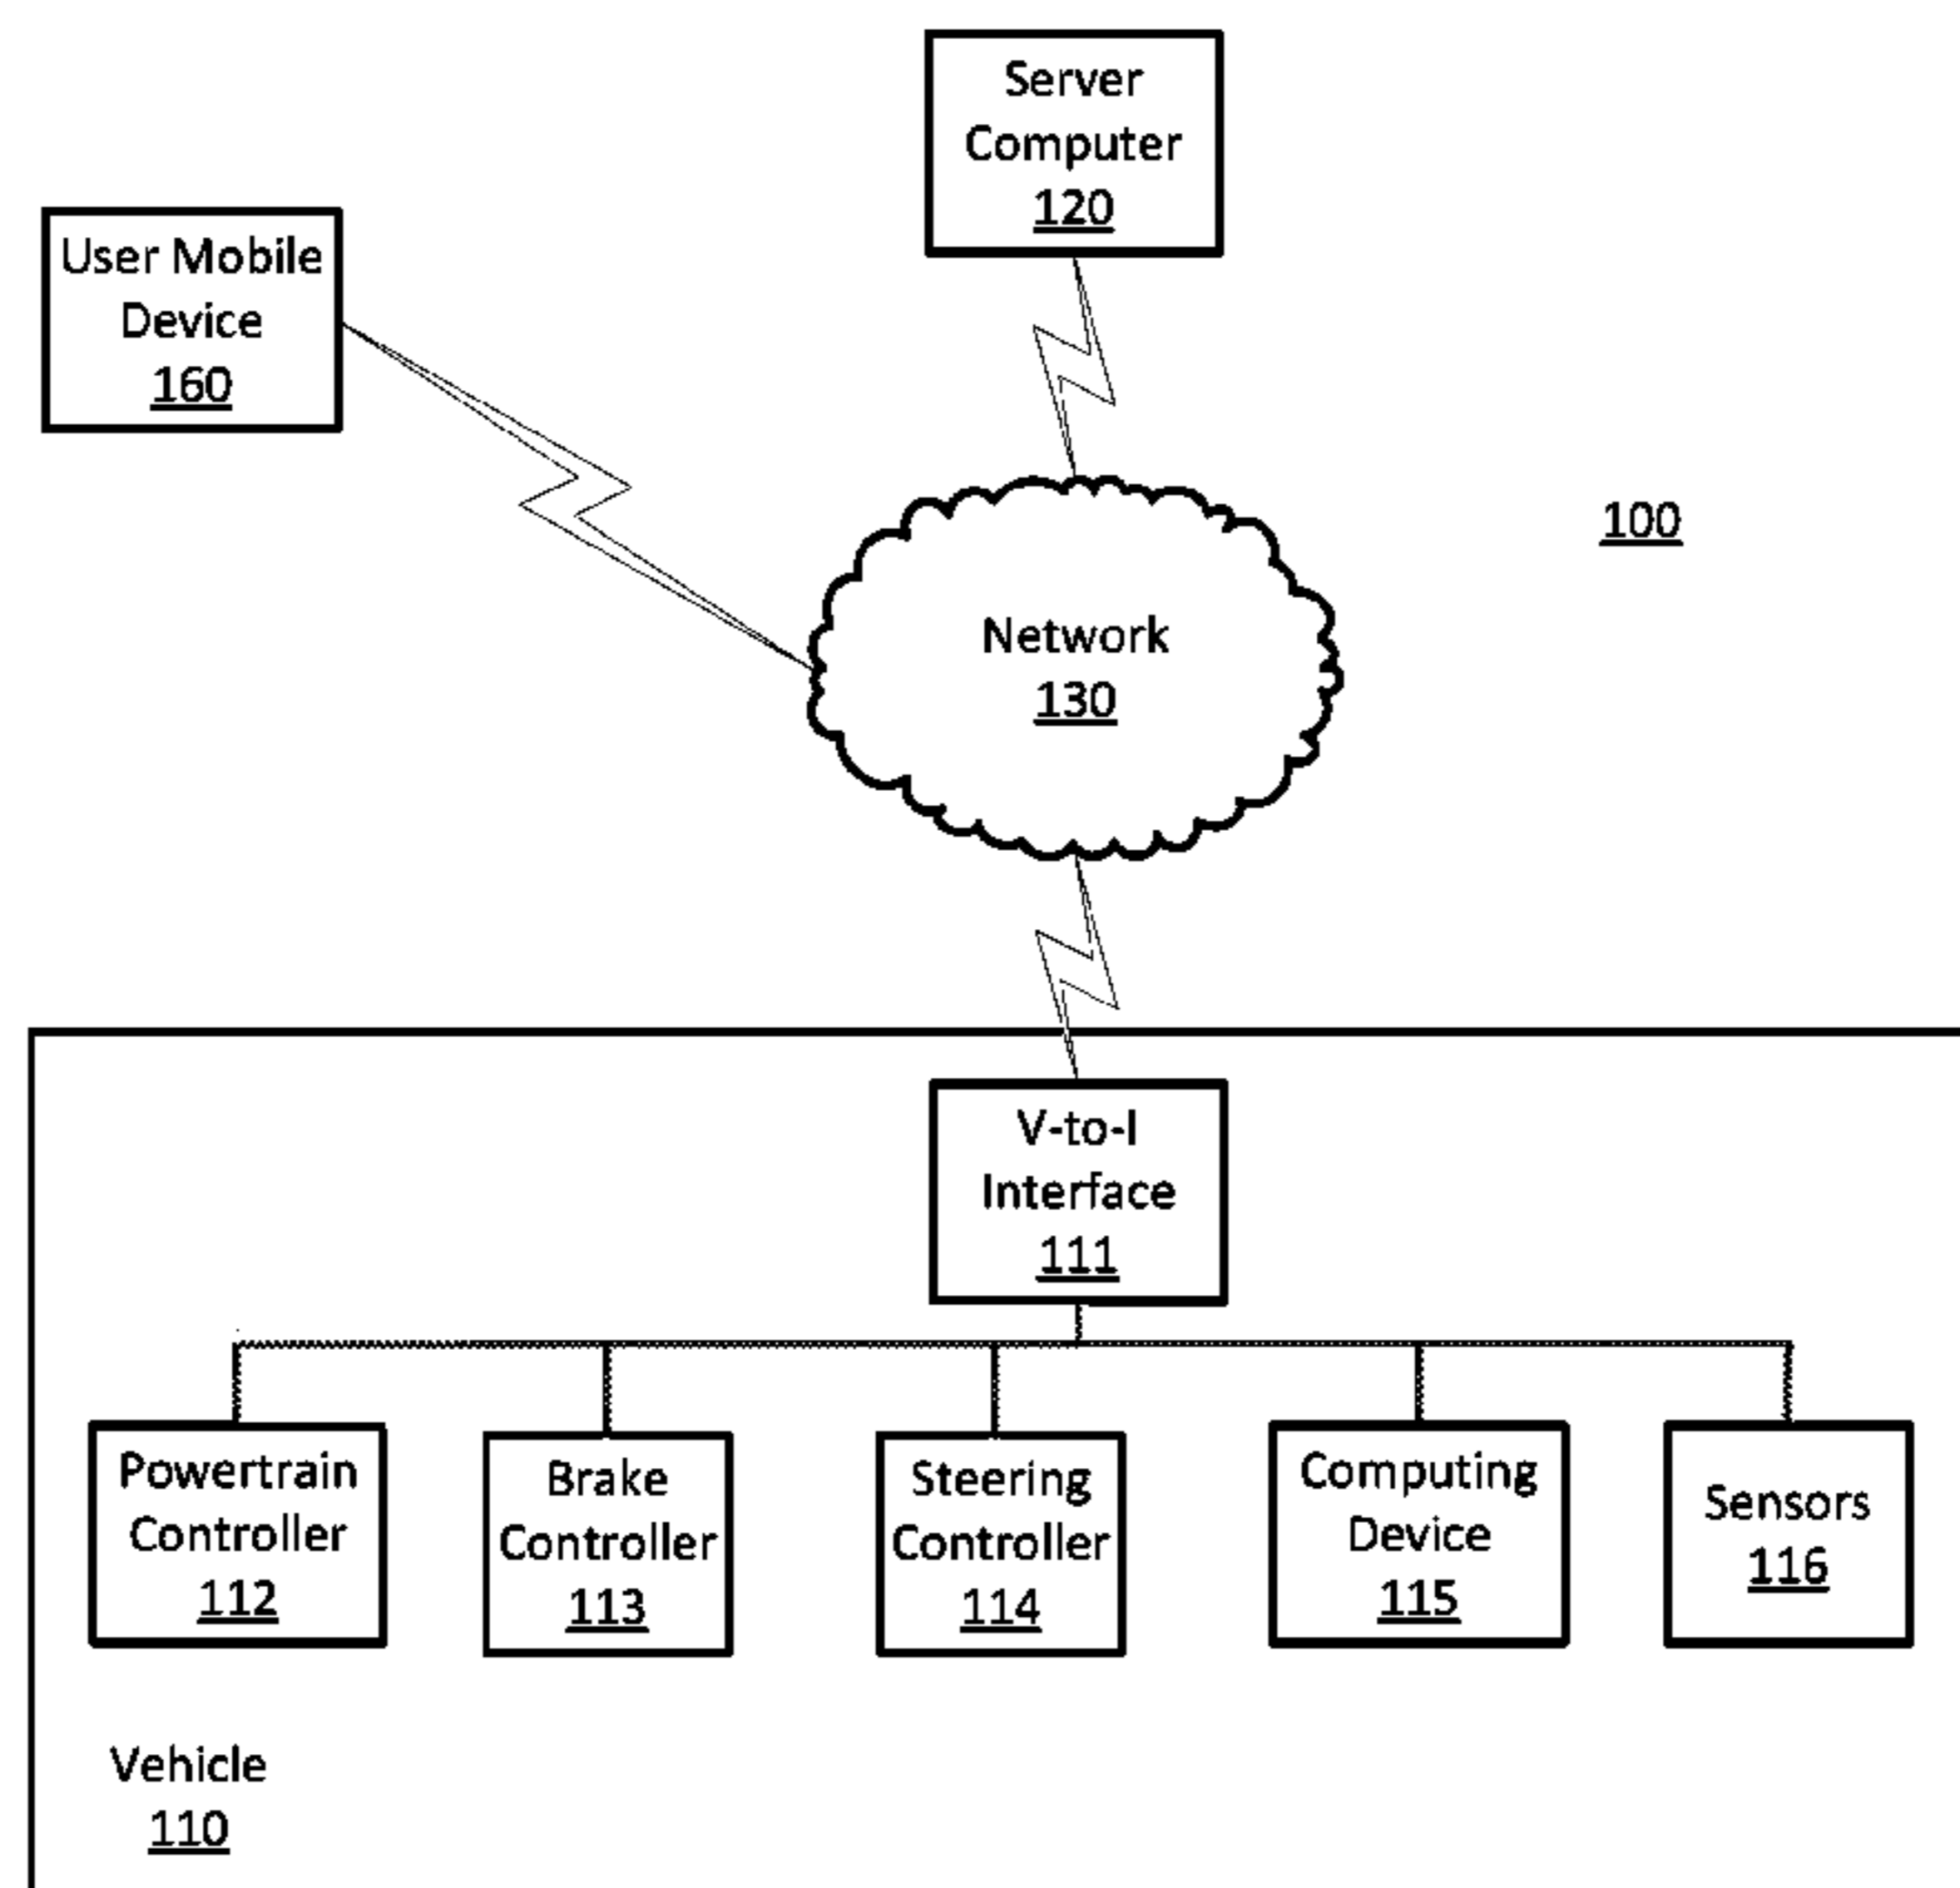 Server
Computer
120
User Mobile
Device
160
100
Network
130
V-to-I
Interface
111
Powertrain
Controller
112
Brake
Controller
113
Steering
Controller
114
Computing
Device
115
Sensors
116
Vehicle
110